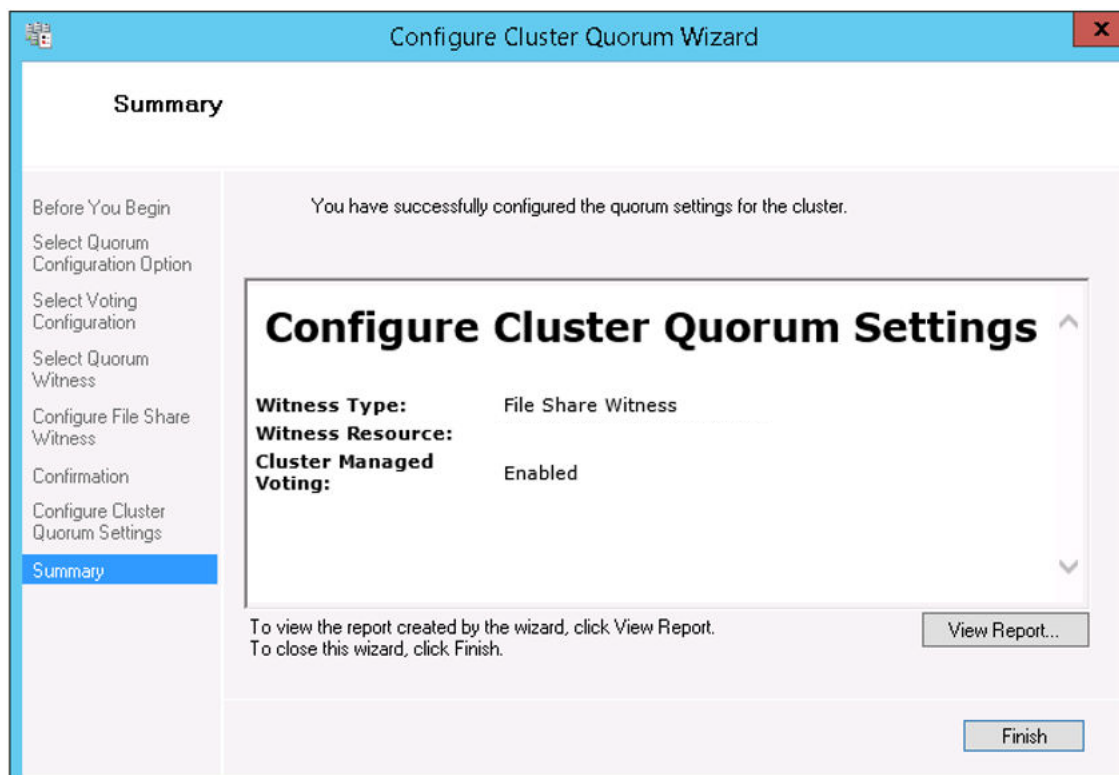 Configure Cluster Quorum Wizard
x
Summary
Before You Begin
Select Quorum
Configuration Option
Select Voting
Configuration
Select Quorum
Witness
Configure File Share
Witness
Confirmation
Configure Cluster
Quorum Settings
Summary
You have successfully configured the quorum settings for the cluster.
Configure Cluster Quorum Settings
Witness Type: File Share Witness
Witness Resource:
Cluster Managed
Voting: Enabled
To view the report created by the wizard, click View Report.
To close this wizard, click Finish.
View Report...
Finish